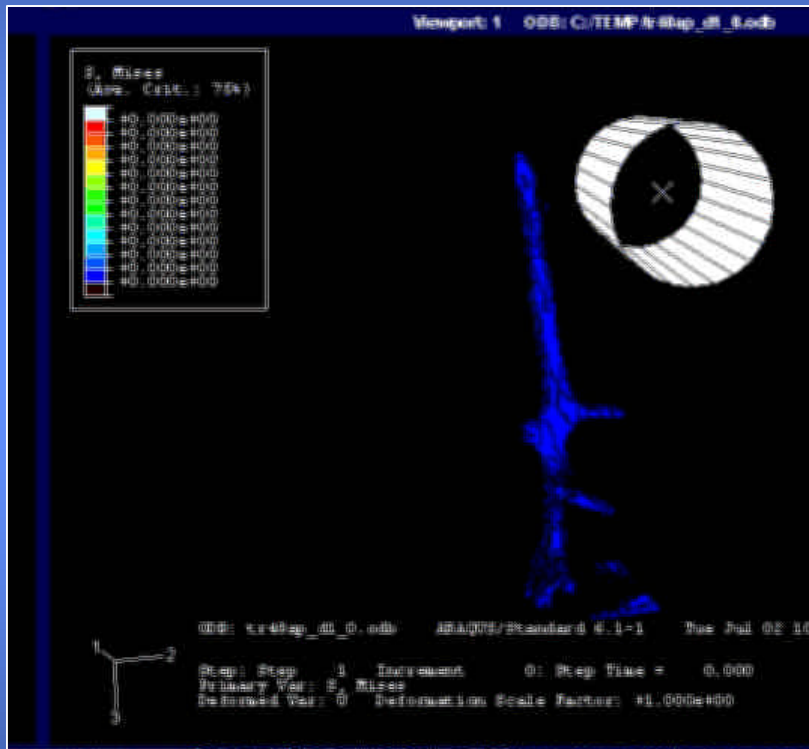 Viewport: 1 ODB: C:/TEMP/tr40ap_d1_0.odb
S, Mises
(Ave. Crit.: 75%)
+0.000e+00
+0.000e+00
+0.000e+00
+0.000e+00
+0.000e+00
+0.000e+00
+0.000e+00
+0.000e+00
+0.000e+00
+0.000e+00
+0.000e+00
+0.000e+00
+0.000e+00
1
2
3
ODB: tr40ap_d1_0.odb ABAQUS/Standard 6.1-1 Tue Jul 02
Step: Step 1 Increment 0: Step Time = 0.000
Primary Var: S, Mises
Deformed Var: U Deformation Scale Factor: +1.000e+00